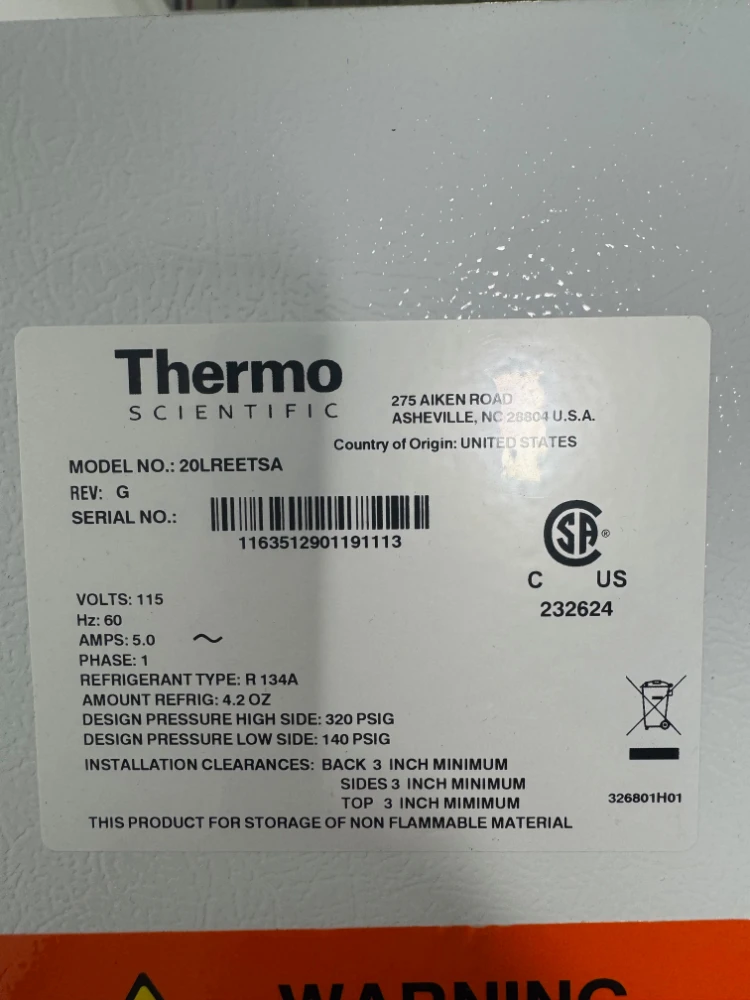 Thermo
SCIENTIFIC
275 AIKEN ROAD
ASHEVILLE, NC 28804 U.S.A.
Country of Origin: UNITED STATES
MODEL NO.: 20LREETSA
REV: G
SERIAL NO.:
1163512901191113
CSA®
C US
232624
VOLTS: 115
Hz: 60
AMPS: 5.0 ~
PHASE: 1
REFRIGERANT TYPE: R 134A
AMOUNT REFRIG: 4.2 OZ
DESIGN PRESSURE HIGH SIDE: 320 PSIG
DESIGN PRESSURE LOW SIDE: 140 PSIG
INSTALLATION CLEARANCES: BACK 3 INCH MINIMUM
SIDES 3 INCH MINIMUM
TOP 3 INCH MIMIMUM
326801H01
THIS PRODUCT FOR STORAGE OF NON FLAMMABLE MATERIAL
WARNING